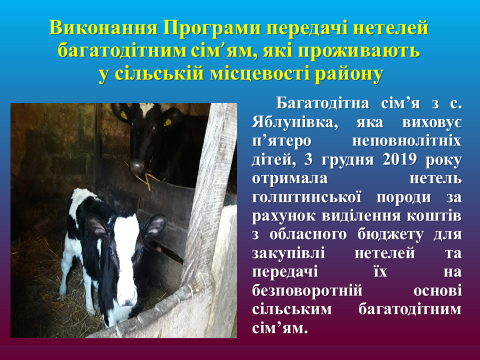 Виконання Програми передачі нетелей
багатодітним сім′ям, які проживають
у сільській місцевості району
Багатодітна сім’я з с.
Яблунівка, яка виховує
п’ятеро неповнолітніх
дітей, 3 грудня 2019 року
отримала нетель
голштинської породи за
рахунок виділення коштів
з обласного бюджету для
закупівлі нетелей та
передачі їх на
безповоротній основі
сільським багатодітним
сім’ям.